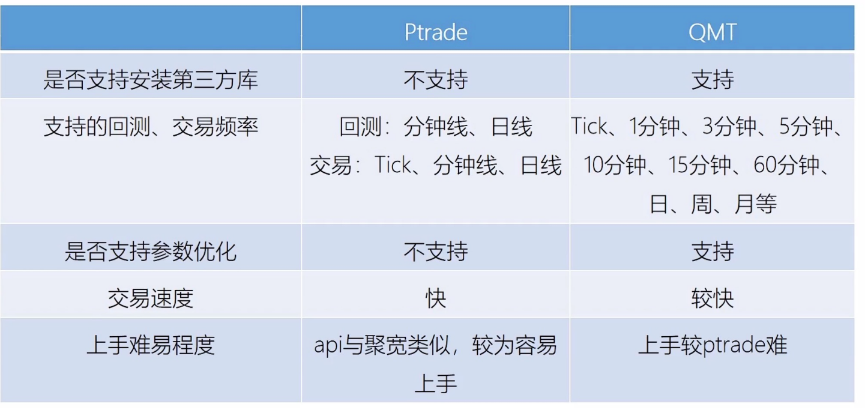 Ptrade QMT
是否支持安装第三方库 不支持 支持
支持的回测、交易频率 回测：分钟线、日线 Tick、1分钟、3分钟、5分钟、
交易：Tick、分钟线、日线 10分钟、15分钟、60分钟、
日、周、月等
是否支持参数优化 不支持 支持
交易速度 快 较快
上手难易程度 api与聚宽类似，较为容易 上手较ptrade难
上手